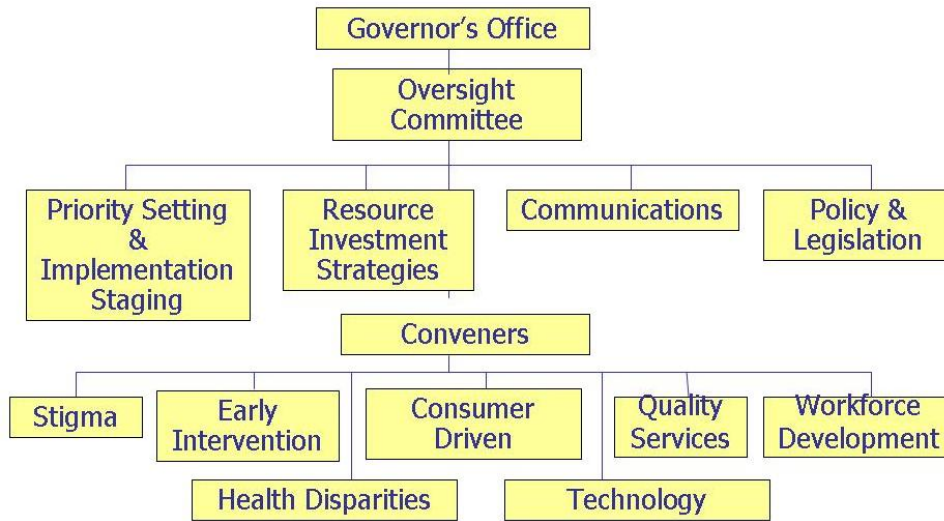 Governor's Office
Oversight
Committee
Priority Setting
&
Implementation
Staging
Resource
Investment
Strategies
Communications
Policy &
Legislation
Conveners
Stigma
Early
Intervention
Consumer
Driven
Quality
Services
Workforce
Development
Health Disparities
Technology